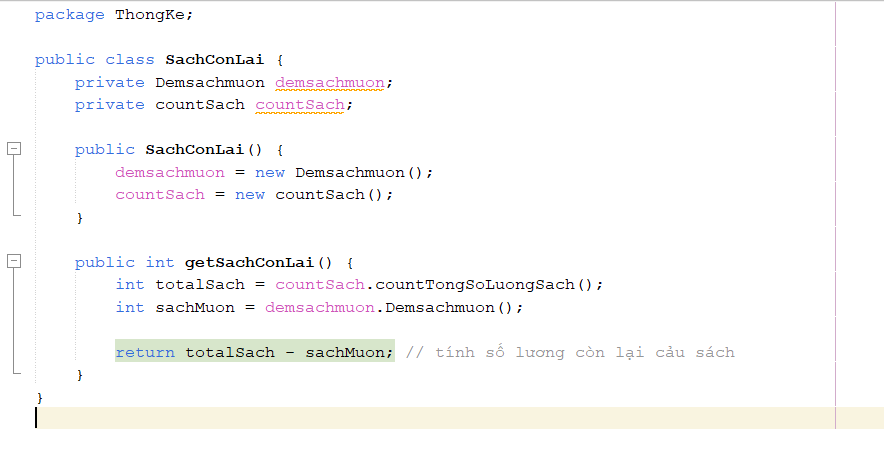 package ThongKe;
public class SachConLai {
    private Demsachmuon demsachmuon;
    private countSach countSach;
    public SachConLai() {
        demsachmuon = new Demsachmuon();
        countSach = new countSach();
    }
    public int getSachConLai() {
        int totalSach = countSach.countTongSoLuongSach();
        int sachMuon = demsachmuon.Demsachmuon();
        return totalSach - sachMuon; // tính số lương còn lại cảu sách
    }
}